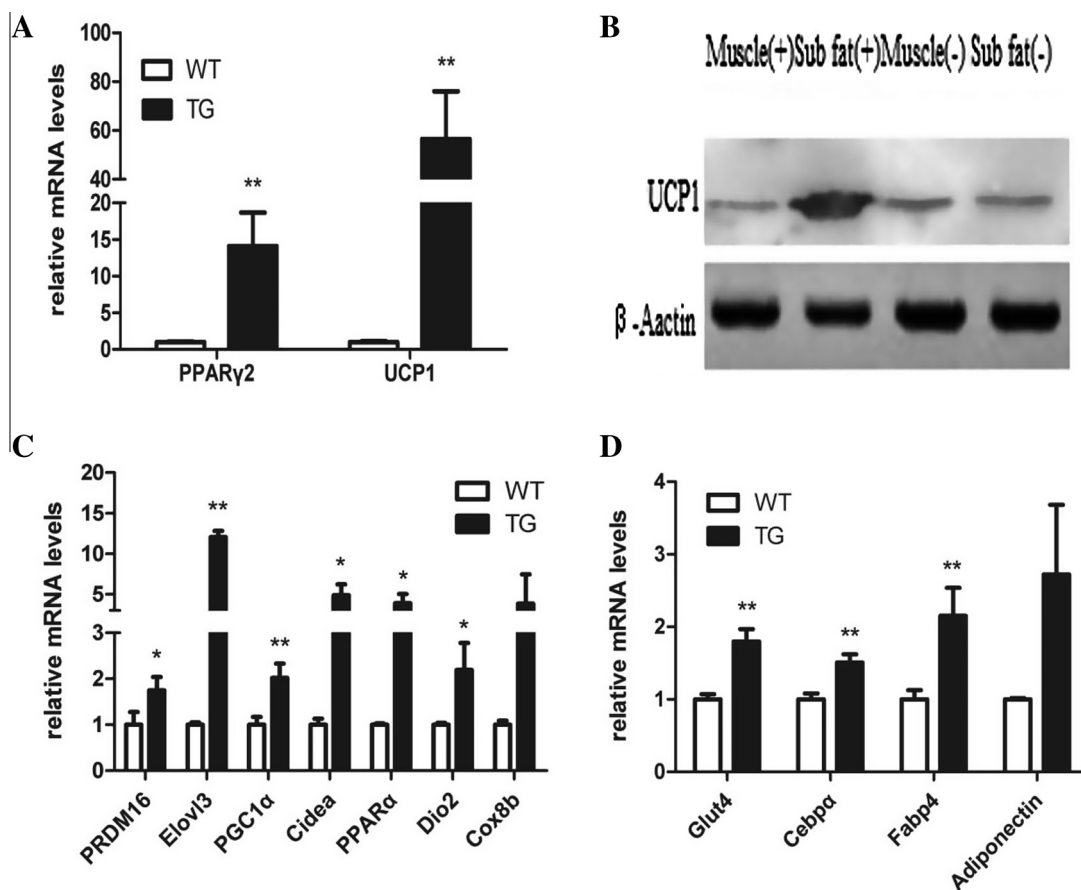 A
relative mRNA levels
100
80
60
40
20
15
10
5
0
WT
TG
**
**
PPARγ2
UCP1
B
Muscle(+)Sub fat(+) Muscle(-) Sub fat(-)
UCP1
β-Aactin
C
relative mRNA levels
20
15
10
5
3
2
1
0
WT
TG
*
**
**
*
*
*
PRDM16
Elovl3
PGC1α
Cidea
PPARα
Dio2
Cox8b
D
relative mRNA levels
4
3
2
1
0
WT
TG
**
**
**
Glut4
Cebpα
Fabp4
Adiponectin